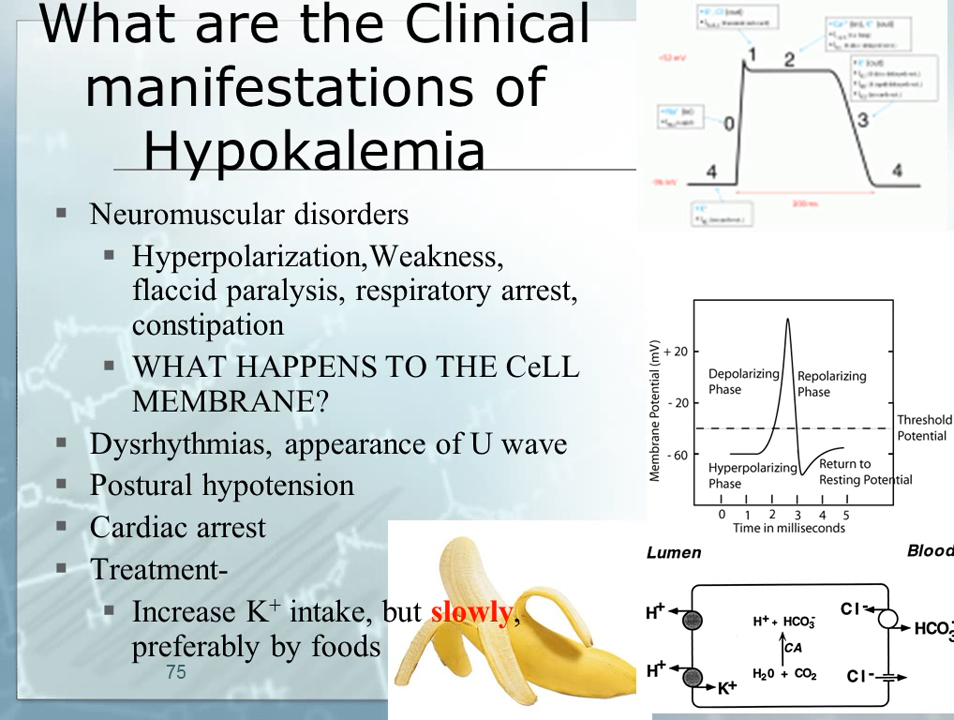 What are the Clinical
manifestations of
Hypokalemia
▪ Neuromuscular disorders
▪ Hyperpolarization,Weakness,
flaccid paralysis, respiratory arrest,
constipation
▪ WHAT HAPPENS TO THE CeLL
MEMBRANE?
▪ Dysrhythmias, appearance of U wave
▪ Postural hypotension
▪ Cardiac arrest
▪ Treatment-
▪ Increase K+ intake, but slowly,
preferably by foods
75
1
2
0
3
4
4
Membrane Potential (mV)
+ 20
- 20
- 60
Depolarizing
Phase
Repolarizing
Phase
Threshold
Potential
Hyperpolarizing
Phase
Return to
Resting Potential
0 1 2 3 4 5
Time in milliseconds
Lumen
Blood
H+
H+ + HCO3-
Cl-
HCO3-
CA
H+
H20 + CO2
Cl-
K+